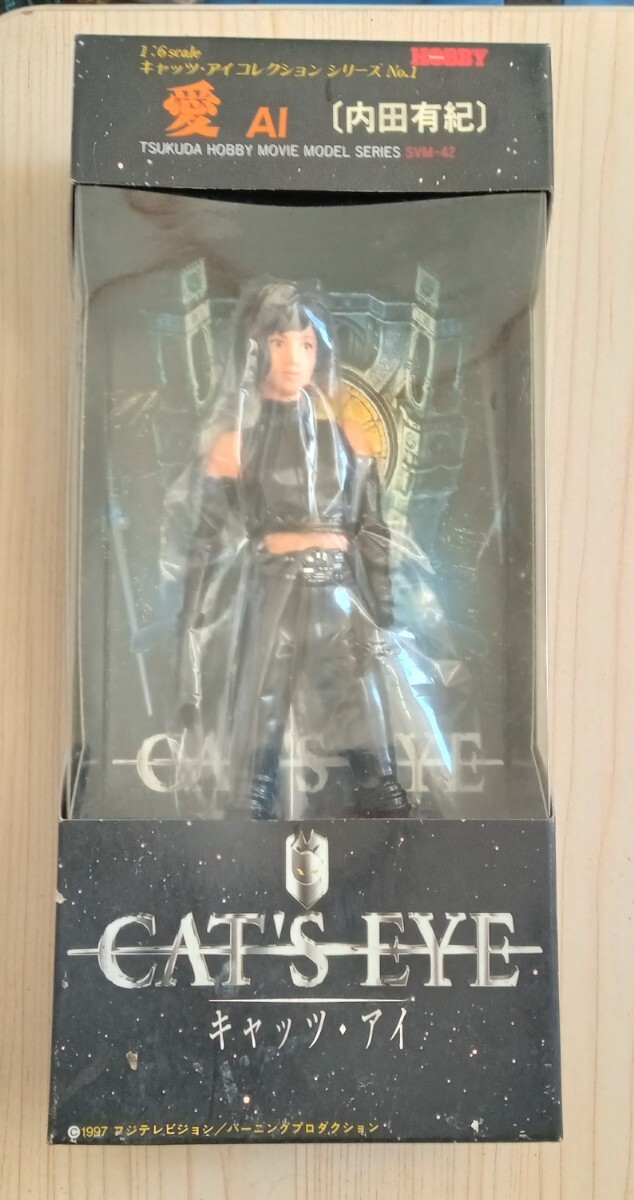 1:6scale
キャッツ・アイコレクション シリーズ No.1
HOBBY
愛 AI 〔内田有紀〕
TSUKUDA HOBBY MOVIE MODEL SERIES SVM-42
CAT'S EYE
CAT'S EYE
キャッツ・アイ
©1997 フジテレビジョン/バーニングプロダクション